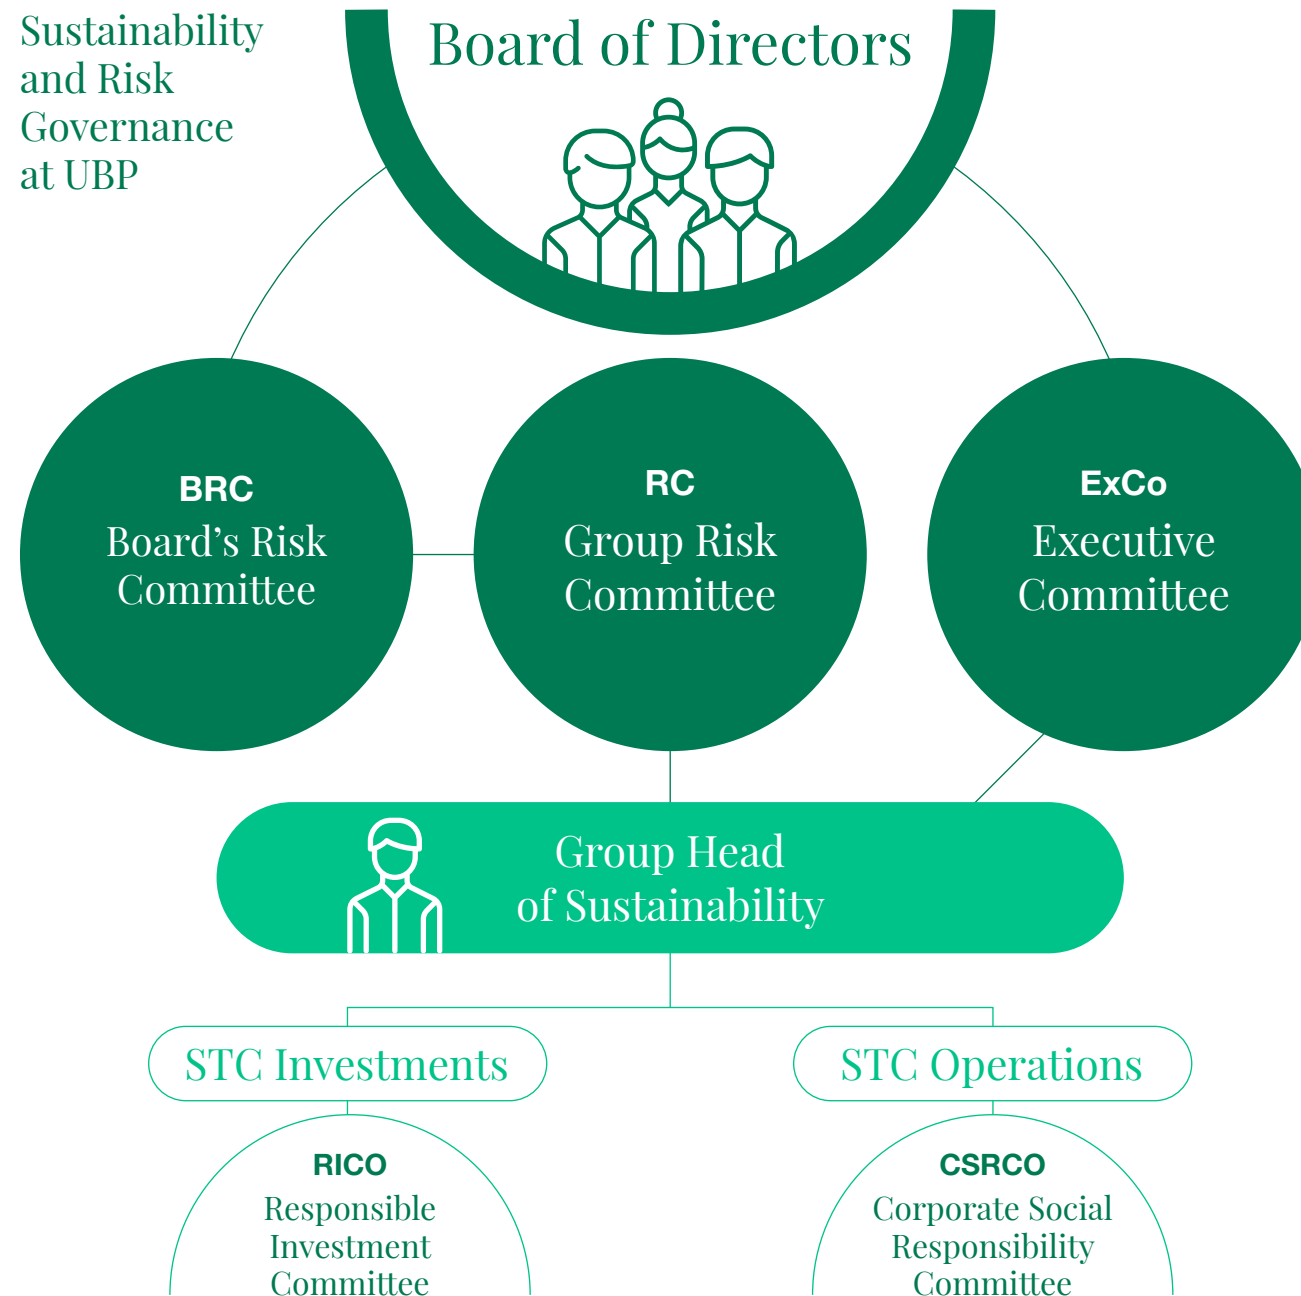 Sustainability
and Risk
Governance
at UBP
Board of Directors
BRC
Board’s Risk
Committee
RC
Group Risk
Committee
ExCo
Executive
Committee
Group Head
of Sustainability
STC Investments
STC Operations
RICO
Responsible
Investment
Committee
CSRCO
Corporate Social
Responsibility
Committee